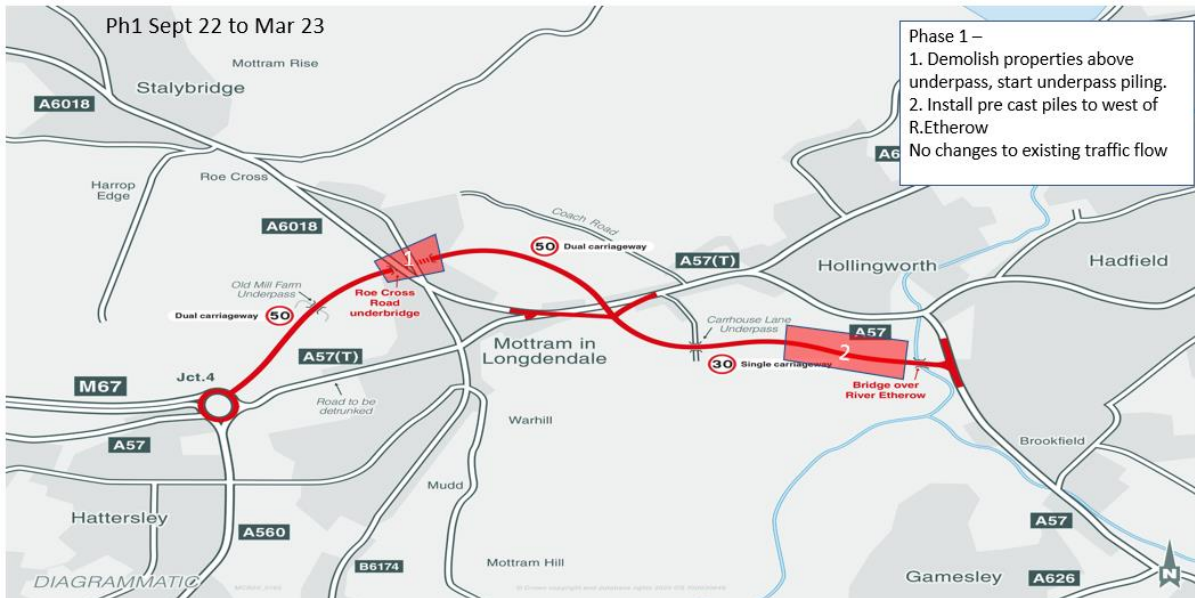 Ph1 Sept 22 to Mar 23
Phase 1 –
1. Demolish properties above
underpass, start underpass piling.
2. Install pre cast piles to west of
R.Etherow
No changes to existing traffic flow
Mottram Rise
Stalybridge
A6018
Harrop
Edge
Roe Cross
A6018
1
Coach Road
50 Dual carriageway
A57(T)
Hollingworth
Hadfield
Old Mill Farm
Underpass
Dual carriageway 50
Roe Cross
Road
underbridge
Carrhouse Lane
Underpass
A57
2
Mottram in
Longdendale
A57(T)
30 Single carriageway
Bridge over
River Etherow
Jct.4
M67
Road to be
detrunked
Warhill
A57
Brookfield
Mudd
Hattersley
A560
A57
Mottram Hill
B6174
Gamesley
A626
DIAGRAMMATIC
N